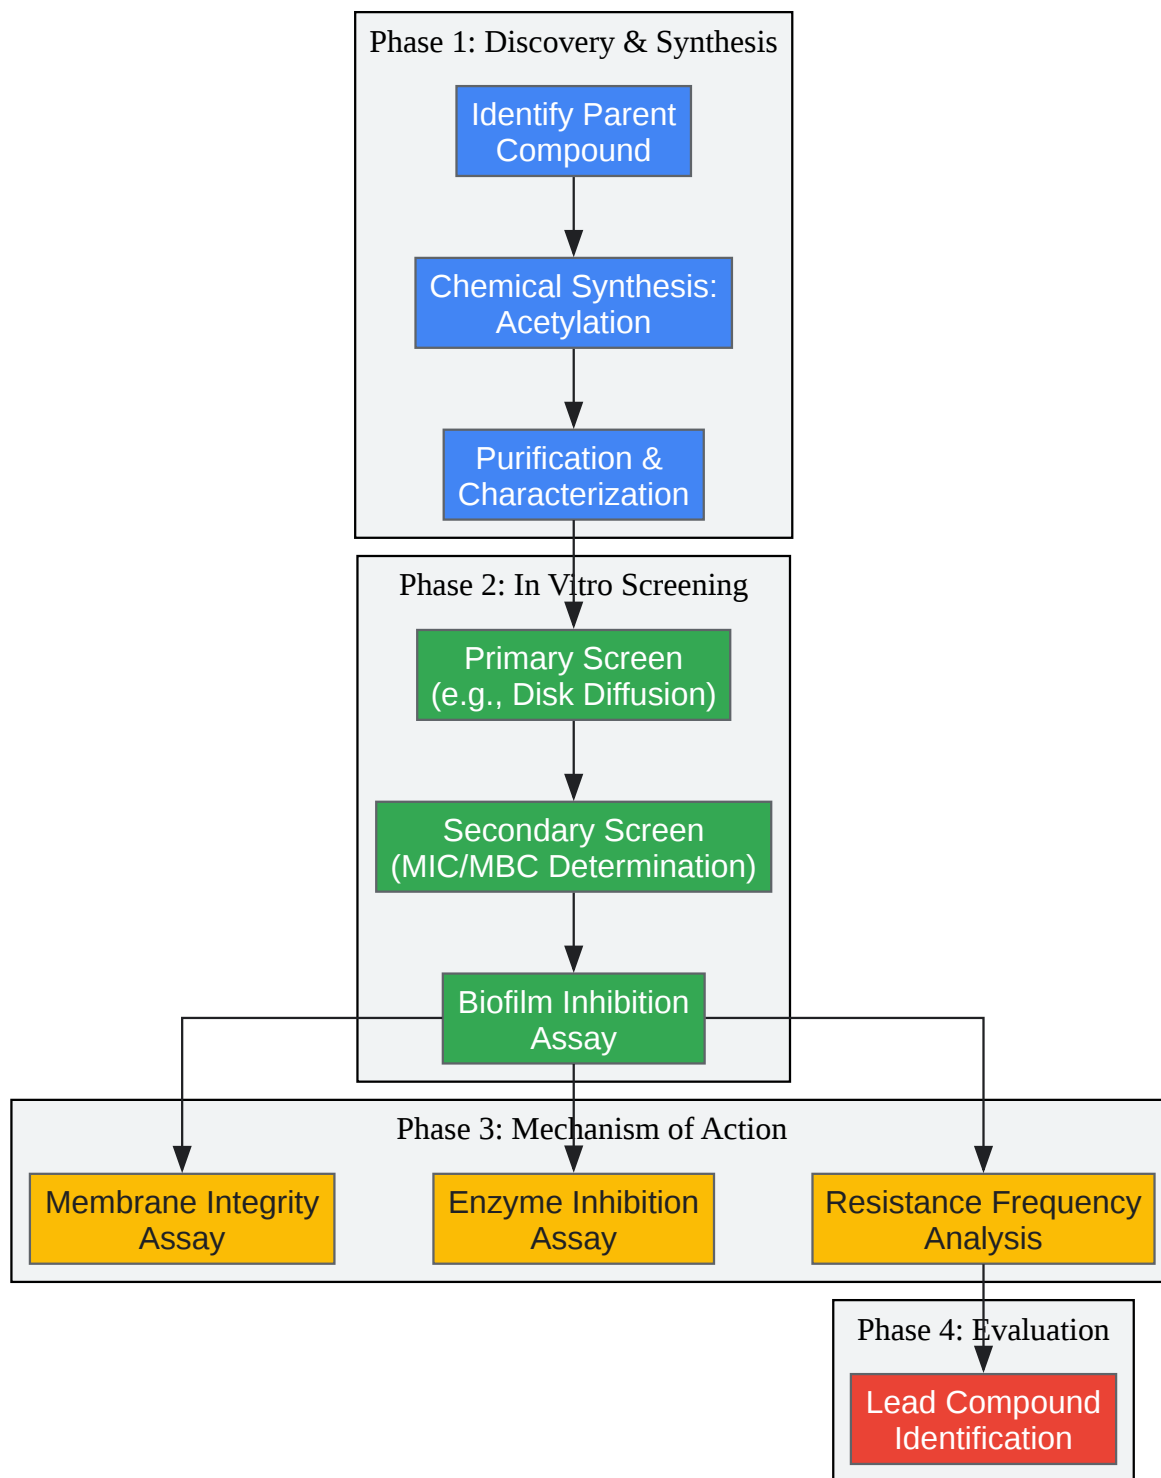 Phase 1: Discovery & Synthesis
Identify Parent
Compound
Chemical Synthesis:
Acetylation
Purification &
Characterization
Phase 2: In Vitro Screening
Primary Screen
(e.g., Disk Diffusion)
Secondary Screen
(MIC/MBC Determination)
Biofilm Inhibition
Assay
Phase 3: Mechanism of Action
Membrane Integrity
Assay
Enzyme Inhibition
Assay
Resistance Frequency
Analysis
Phase 4: Evaluation
Lead Compound
Identification